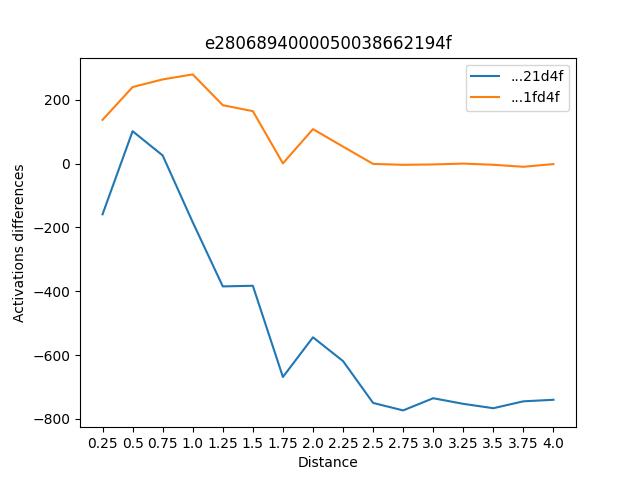 e2806894000050038662194f
...21d4f
...1fd4f
Activations differences
200
0
−200
−400
−600
−800
0.25 0.5 0.75 1.0 1.25 1.5 1.75 2.0 2.25 2.5 2.75 3.0 3.25 3.5 3.75 4.0
Distance